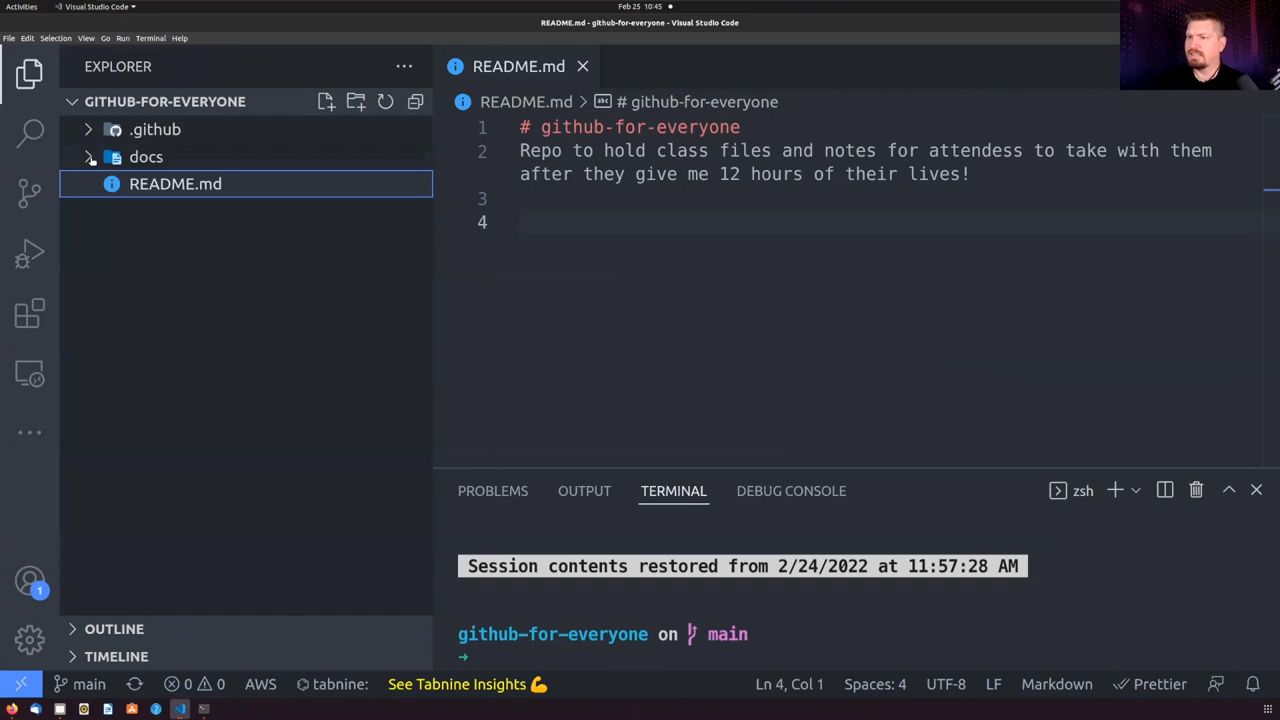 Activities
Visual Studio Code
Feb 25 10:45
README.md - github-for-everyone - Visual Studio Code
File Edit Selection View Go Run Terminal Help
EXPLORER
README.md
GITHUB-FOR-EVERYONE
README.md > # github-for-everyone
.github
docs
README.md
1 # github-for-everyone
2 Repo to hold class files and notes for attendess to take with them
after they give me 12 hours of their lives!
3
4
PROBLEMS OUTPUT TERMINAL DEBUG CONSOLE
zsh
Session contents restored from 2/24/2022 at 11:57:28 AM
github-for-everyone on main
→
1
OUTLINE
TIMELINE
main 0 0 AWS tabnine: See Tabnine Insights 💪 Ln 4, Col 1 Spaces: 4 UTF-8 LF Markdown Prettier